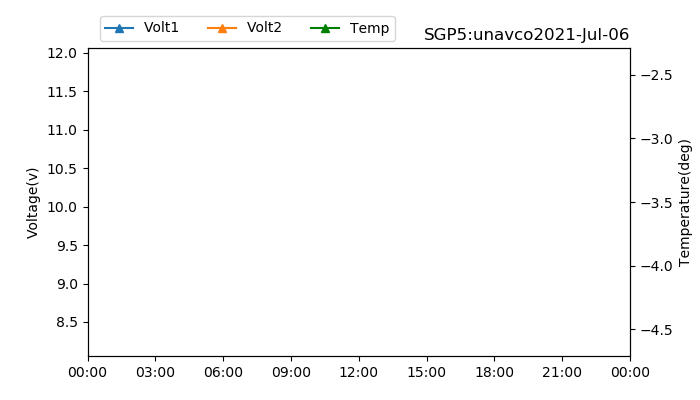 Volt1 Volt2 Temp
SGP5:unavco2021-Jul-06
12.0
11.5
11.0
10.5
10.0
9.5
9.0
8.5
Voltage(v)
−2.5
−3.0
−3.5
−4.0
−4.5
Temperature(deg)
00:00 03:00 06:00 09:00 12:00 15:00 18:00 21:00 00:00